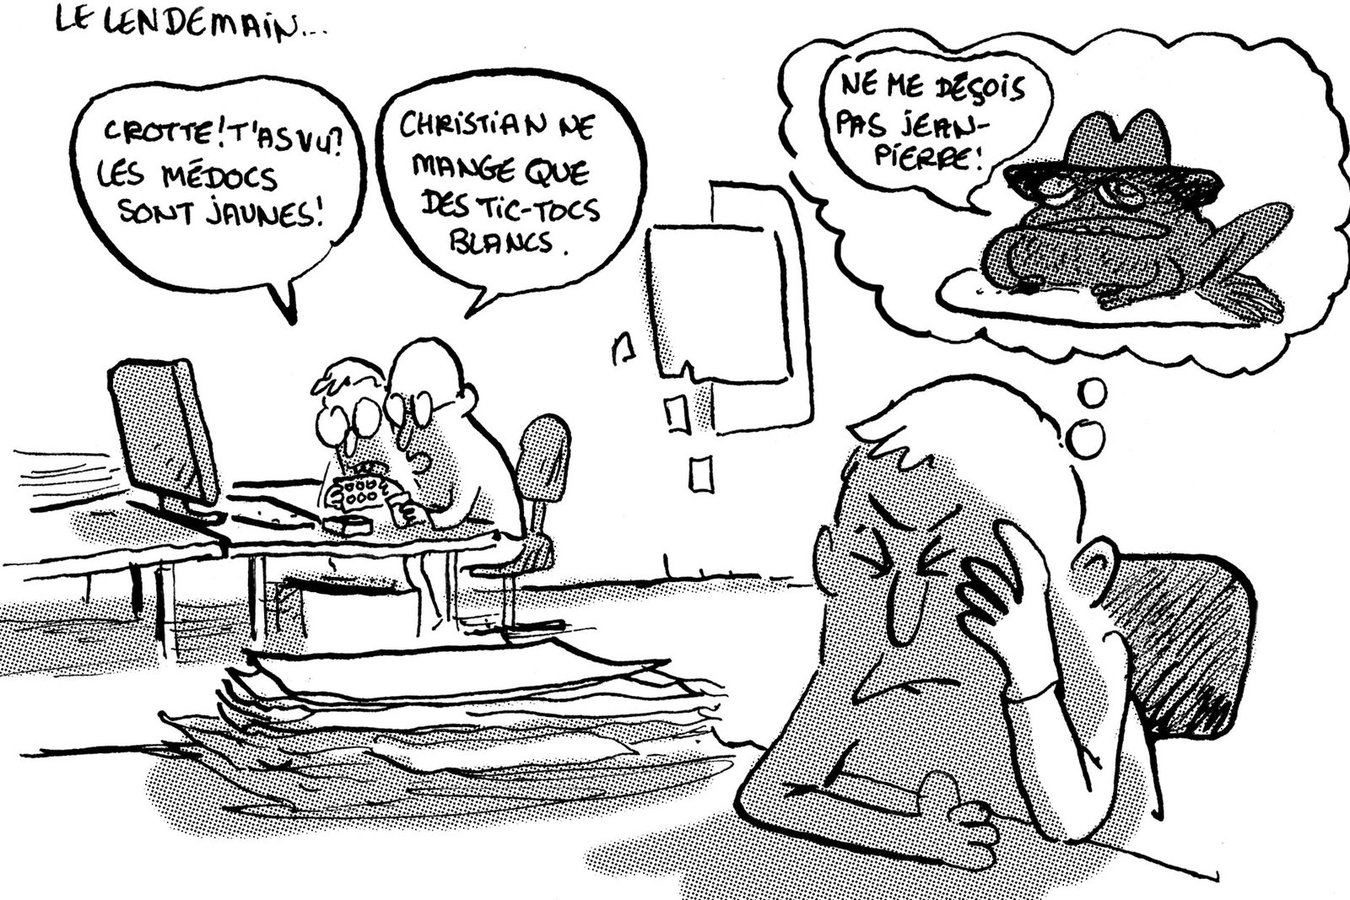 LE LENDEMAIN...
CROTTE! T'AS VU?
LES MÉDOCS
SONT JAUNES!
CHRISTIAN NE
MANGE QUE
DES TIC-TOCS
BLANCS.
NE ME DÉÇOIS
PAS JEAN-
PIERRE!